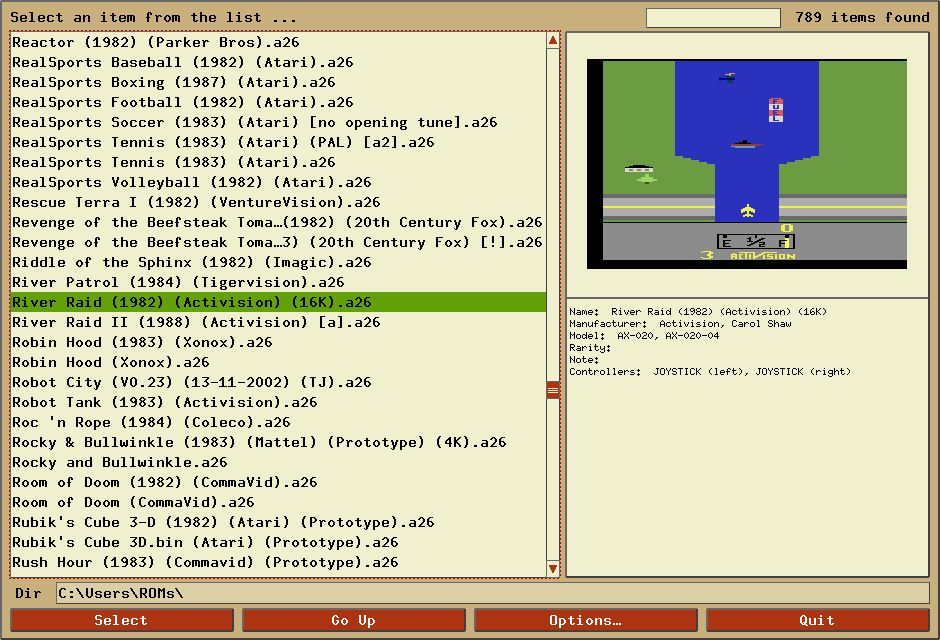 Select an item from the list ...
789 items found
Reactor (1982) (Parker Bros).a26
RealSports Baseball (1982) (Atari).a26
RealSports Boxing (1987) (Atari).a26
RealSports Football (1982) (Atari).a26
RealSports Soccer (1983) (Atari) [no opening tune].a26
RealSports Tennis (1983) (Atari) (PAL) [a2].a26
RealSports Tennis (1983) (Atari).a26
RealSports Volleyball (1982) (Atari).a26
Rescue Terra I (1982) (VentureVision).a26
Revenge of the Beefsteak Toma…(1982) (20th Century Fox).a26
Revenge of the Beefsteak Toma…3) (20th Century Fox) [!].a26
Riddle of the Sphinx (1982) (Imagic).a26
River Patrol (1984) (Tigervision).a26
River Raid (1982) (Activision) (16K).a26
River Raid II (1988) (Activision) [a].a26
Robin Hood (1983) (Xonox).a26
Robin Hood (Xonox).a26
Robot City (V0.23) (13-11-2002) (TJ).a26
Robot Tank (1983) (Activision).a26
Roc 'n Rope (1984) (Coleco).a26
Rocky & Bullwinkle (1983) (Mattel) (Prototype) (4K).a26
Rocky and Bullwinkle.a26
Room of Doom (1982) (CommaVid).a26
Room of Doom (CommaVid).a26
Rubik's Cube 3-D (1982) (Atari) (Prototype).a26
Rubik's Cube 3D.bin (Atari) (Prototype).a26
Rush Hour (1983) (Commavid) (Prototype).a26
FUEL
0
E 1/2 F
3 ACTIVISION
Name: River Raid (1982) (Activision) (16K)
Manufacturer: Activision, Carol Shaw
Model: AX-020, AX-020-04
Rarity:
Note:
Controllers: JOYSTICK (left), JOYSTICK (right)
Dir C:\Users\ROMs\
Select
Go Up
Options…
Quit